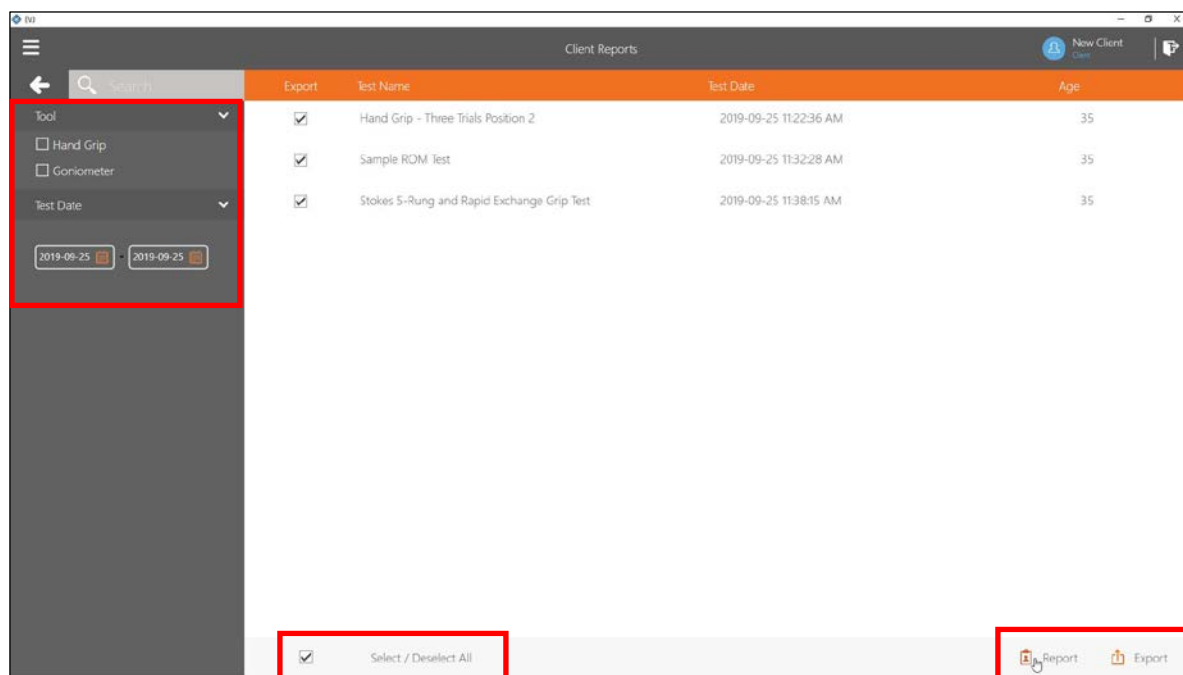 Client Reports
New Client
Client
Search
Export Test Name Test Date Age
Tool
Hand Grip
Goniometer
Test Date
2019-09-25 - 2019-09-25
Hand Grip - Three Trials Position 2 2019-09-25 11:22:36 AM 35
Sample ROM Test 2019-09-25 11:32:28 AM 35
Stokes 5-Rung and Rapid Exchange Grip Test 2019-09-25 11:38:15 AM 35
Select / Deselect All
Report Export